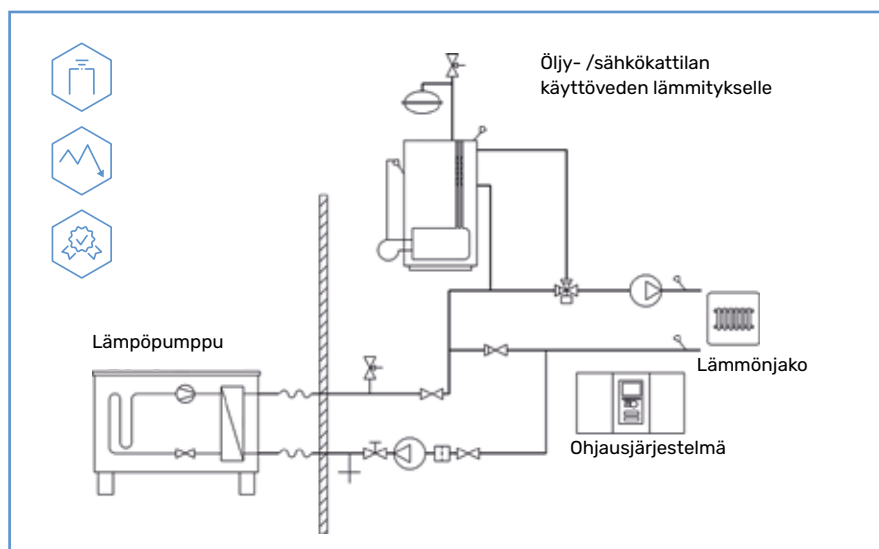 Öljy- /sähkökattilan
käyttöveden lämmitykselle
Lämpöpumppu
Lämmönjako
Ohjausjärjestelmä